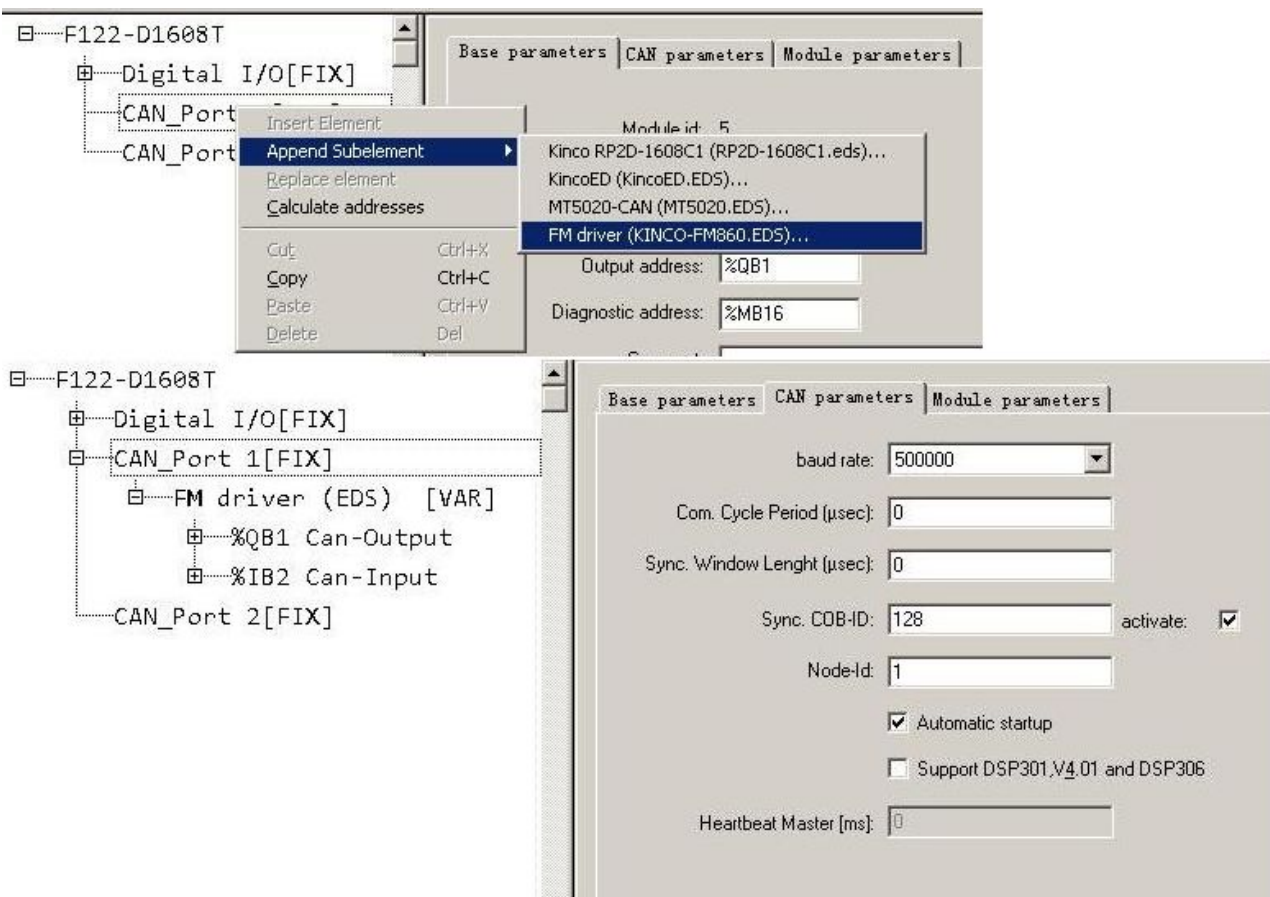 F122-D1608T
Digital I/O[FIX]
CAN_Port
CAN_Port
Insert Element
Append Subelement
Replace element
Calculate addresses
Cut Ctrl+X
Copy Ctrl+C
Paste Ctrl+V
Delete Del
Base parameters CAN parameters Module parameters
Module id: 5
Kinco RP2D-1608C1 (RP2D-1608C1.eds)...
KincoED (KincoED.EDS)...
MT5020-CAN (MT5020.EDS)...
FM driver (KINCO-FM860.EDS)...
Output address: %QB1
Diagnostic address: %MB16
F122-D1608T
Digital I/O[FIX]
CAN_Port 1[FIX]
FM driver (EDS) [VAR]
%QB1 Can-Output
%IB2 Can-Input
CAN_Port 2[FIX]
Base parameters CAN parameters Module parameters
baud rate: 500000
Com. Cycle Period (µsec): 0
Sync. Window Lenght (µsec): 0
Sync. COB-ID: 128 activate:
Node-Id: 1
Automatic startup
Support DSP301,V4.01 and DSP306
Heartbeat Master [ms]: 0